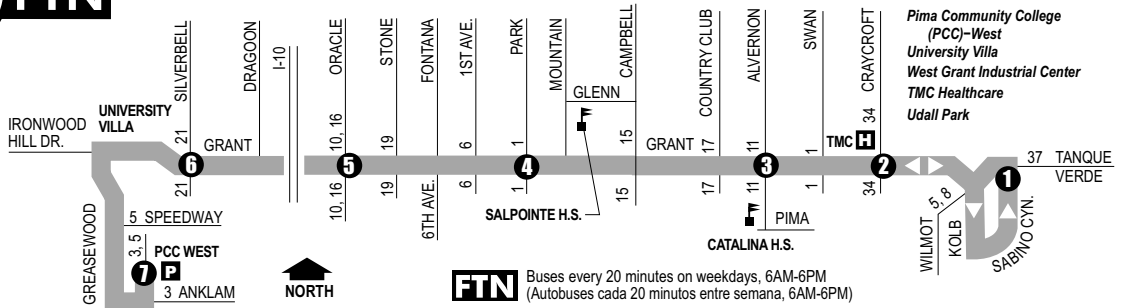 FTN
IRONWOOD
HILL DR.
UNIVERSITY
VILLA
SILVERBELL
21
21
DRAGOON
GRANT
I-10
ORACLE
10, 16
10, 16
STONE
19
19
FONTANA
6TH AVE.
1ST AVE.
6
6
PARK
1
1
MOUNTAIN
GLENN
CAMPBELL
15
15
GRANT
COUNTRY CLUB
17
17
ALVERNON
11
11
PIMA
SWAN
1
1
CRAYCROFT
34
34
TMC H
Pima Community College
(PCC)–West
University Villa
West Grant Industrial Center
TMC Healthcare
Udall Park
6
5
4
3
2
1
37 TANQUE
VERDE
WILMOT
5, 8
KOLB
SABINO CYN.
SALPOINTE H.S.
CATALINA H.S.
GREASEWOOD
5 SPEEDWAY
3, 5
PCC WEST
7 P
3 ANKLAM
NORTH
FTN Buses every 20 minutes on weekdays, 6AM-6PM
(Autobuses cada 20 minutos entre semana, 6AM-6PM)